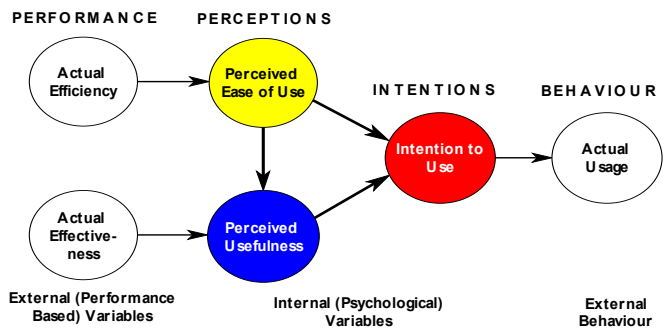 PERFORMANCE
PERCEPTIONS
Actual
Efficiency
Perceived
Ease of Use
INTENTIONS
BEHAVIOUR
Intention to
Use
Actual
Usage
Actual
Effective-
ness
Perceived
Usefulness
External (Performance
Based) Variables
Internal (Psychological)
Variables
External
Behaviour